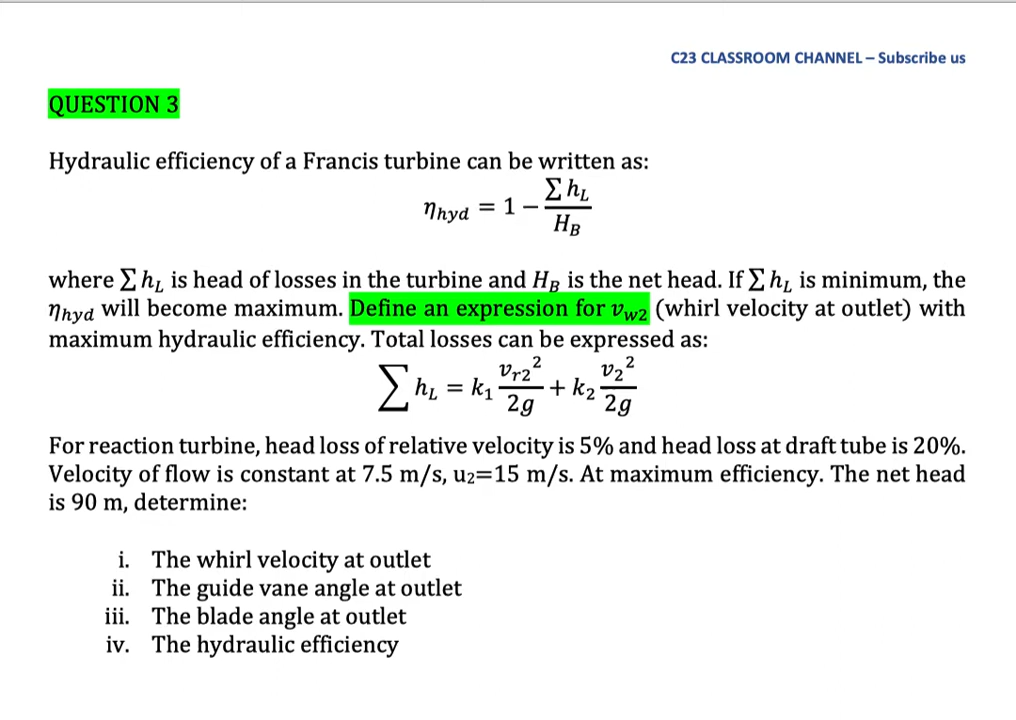 C23 CLASSROOM CHANNEL – Subscribe us
QUESTION 3
Hydraulic efficiency of a Francis turbine can be written as:
η_hyd = 1 − ∑ h_L / H_B
where ∑ h_L is head of losses in the turbine and H_B is the net head. If ∑ h_L is minimum, the
η_hyd will become maximum. Define an expression for v_w2 (whirl velocity at outlet) with
maximum hydraulic efficiency. Total losses can be expressed as:
∑ h_L = k₁ v_r2² / 2g + k₂ v₂² / 2g
For reaction turbine, head loss of relative velocity is 5% and head loss at draft tube is 20%.
Velocity of flow is constant at 7.5 m/s, u₂=15 m/s. At maximum efficiency. The net head
is 90 m, determine:
i. The whirl velocity at outlet
ii. The guide vane angle at outlet
iii. The blade angle at outlet
iv. The hydraulic efficiency